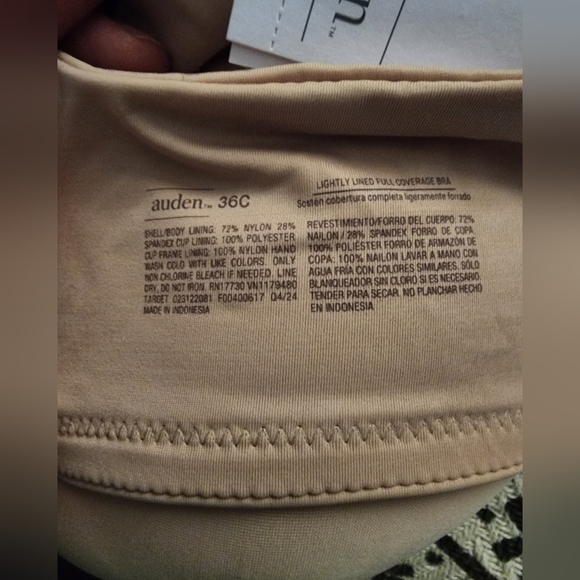 n™
auden™ 36C
SHELL/BODY LINING: 72% NYLON 28%
SPANDEX CUP LINING: 100% POLYESTER
CUP FRAME LINING: 100% NYLON HAND
WASH COLD WITH LIKE COLORS. ONLY
NON CHLORINE BLEACH IF NEEDED. LINE
DRY, DO NOT IRON. RN17730 VN1179480
TARGET 023122081 F00400617 04/24
MADE IN INDONESIA
LIGHTLY LINED FULL COVERAGE BRA
Sostén cobertura completa ligeramente forrado
REVESTIMIENTO/FORRO DEL CUERPO: 72%
NAILON / 28% SPANDEX FORRO DE COPA:
100% POLIÉSTER FORRO DE ARMAZÓN DE
COPA: 100% NAILON LAVAR A MANO CON
AGUA FRÍA CON COLORES SIMILARES. SÓLO
BLANQUEADOR SIN CLORO SI ES NECESARIO.
TENDER PARA SECAR. NO PLANCHAR HECHO
EN INDONESIA